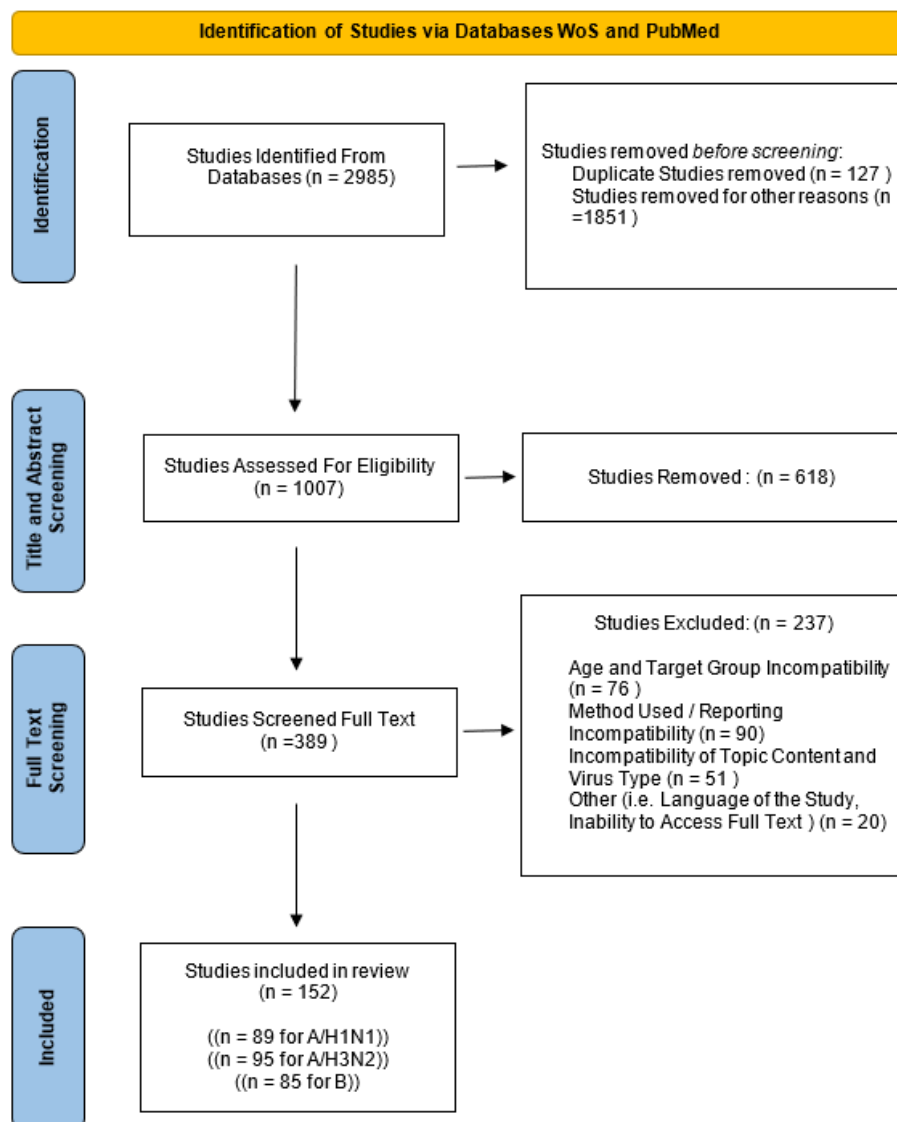 Identification of Studies via Databases WoS and PubMed
Identification
Studies Identified From
Databases (n = 2985)
Studies removed before screening:
Duplicate Studies removed (n = 127 )
Studies removed for other reasons (n
=1851 )
Title and Abstract
Screening
Studies Assessed For Eligibility
(n = 1007)
Studies Removed : (n = 618)
Full Text
Screening
Studies Screened Full Text
(n =389 )
Studies Excluded: (n = 237)
Age and Target Group Incompatibility
(n = 76 )
Method Used / Reporting
Incompatibility (n = 90)
Incompatibility of Topic Content and
Virus Type (n = 51 )
Other (i.e. Language of the Study,
Inability to Access Full Text ) (n = 20)
Included
Studies included in review
(n = 152)
((n = 89 for A/H1N1))
((n = 95 for A/H3N2))
((n = 85 for B))